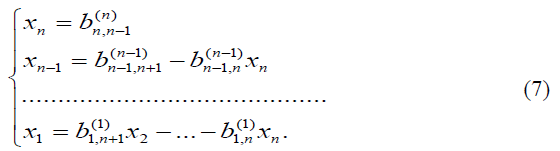 x_n = b_{n,n-1}^{(n)}
x_{n-1} = b_{n-1,n+1}^{(n-1)} - b_{n-1,n}^{(n-1)} x_n
.......................................
x_1 = b_{1,n+1}^{(1)} x_2 - ... - b_{1,n}^{(1)} x_n.
(7)